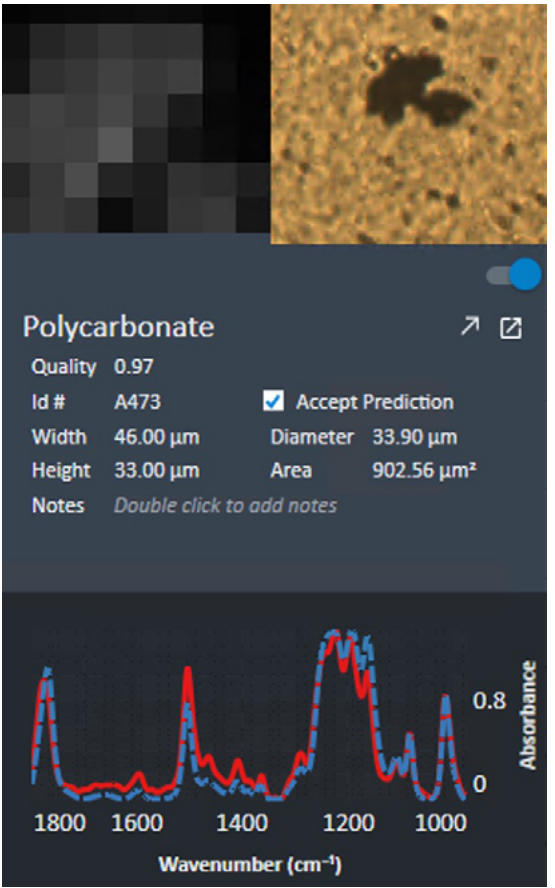 Polycarbonate
Quality 0.97
Id # A473 Accept Prediction
Width 46.00 µm Diameter 33.90 µm
Height 33.00 µm Area 902.56 µm²
Notes Double click to add notes
0.8
0
Absorbance
1800 1600 1400 1200 1000
Wavenumber (cm⁻¹)